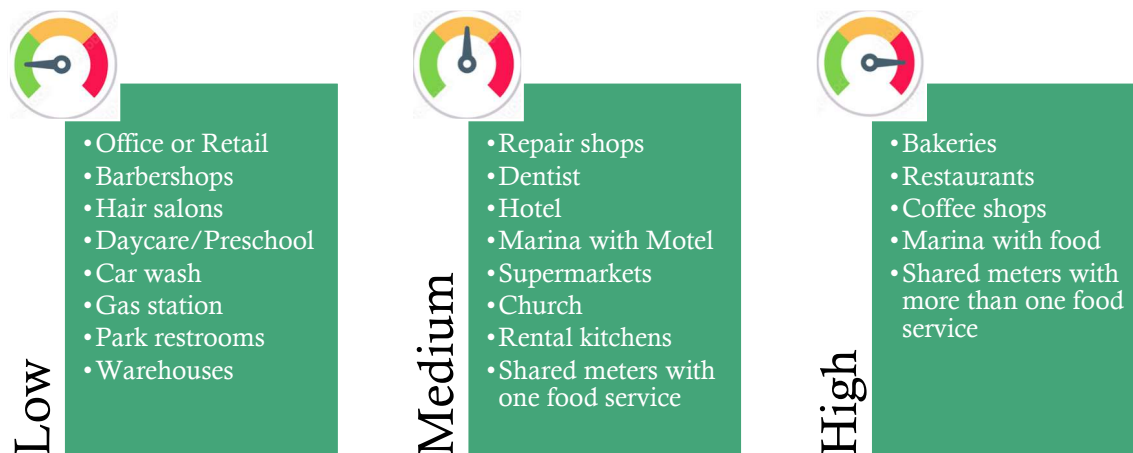 Low
•Office or Retail
•Barbershops
•Hair salons
•Daycare/Preschool
•Car wash
•Gas station
•Park restrooms
•Warehouses
Medium
•Repair shops
•Dentist
•Hotel
•Marina with Motel
•Supermarkets
•Church
•Rental kitchens
•Shared meters with
one food service
High
•Bakeries
•Restaurants
•Coffee shops
•Marina with food
•Shared meters with
more than one food
service